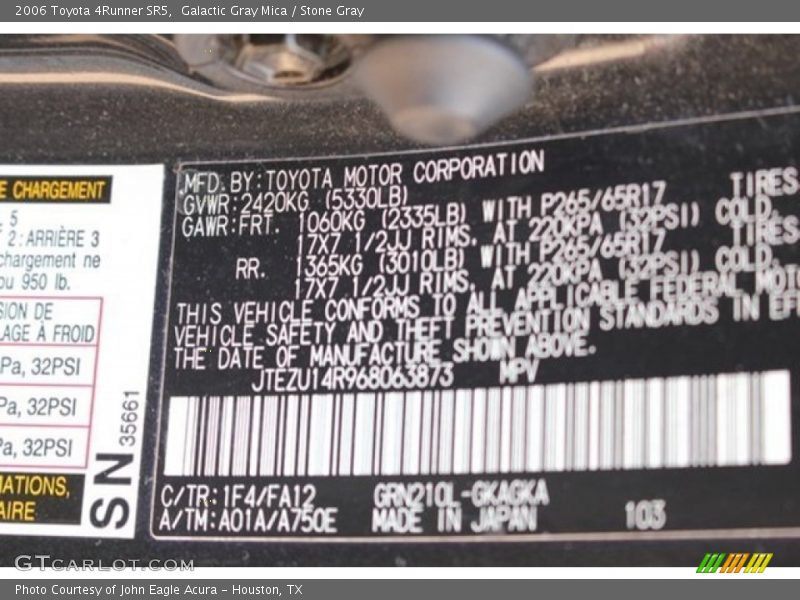 2006 Toyota 4Runner SR5,  Galactic Gray Mica / Stone Gray
E CHARGEMENT
5
2 : ARRIÈRE 3
chargement ne
ou 950 lb.
SION DE
LAGE À FROID
Pa, 32PSI
Pa, 32PSI
Pa, 32PSI
MATIONS,
AIRE
SN 35661
MFD. BY: TOYOTA MOTOR CORPORATION
GVWR: 2420KG (5330LB)
GAWR: FRT. 1060KG (2335LB) WITH P265/65R17 TIRES,
17X7 1/2JJ RIMS, AT 220KPA (32PSI) COLD.
RR. 1365KG (3010LB) WITH P265/65R17 TIRES,
17X7 1/2JJ RIMS, AT 220KPA (32PSI) COLD.
THIS VEHICLE CONFORMS TO ALL APPLICABLE FEDERAL MOTO
VEHICLE SAFETY AND THEFT PREVENTION STANDARDS IN EFF
THE DATE OF MANUFACTURE SHOWN ABOVE.
JTEZU14R968063873 MPV
C/TR: 1F4/FA12 GRN210L-GKAGKA
A/TM: A01A/A750E MADE IN JAPAN 103
GTCARLOT.COM
Photo Courtesy of John Eagle Acura - Houston, TX